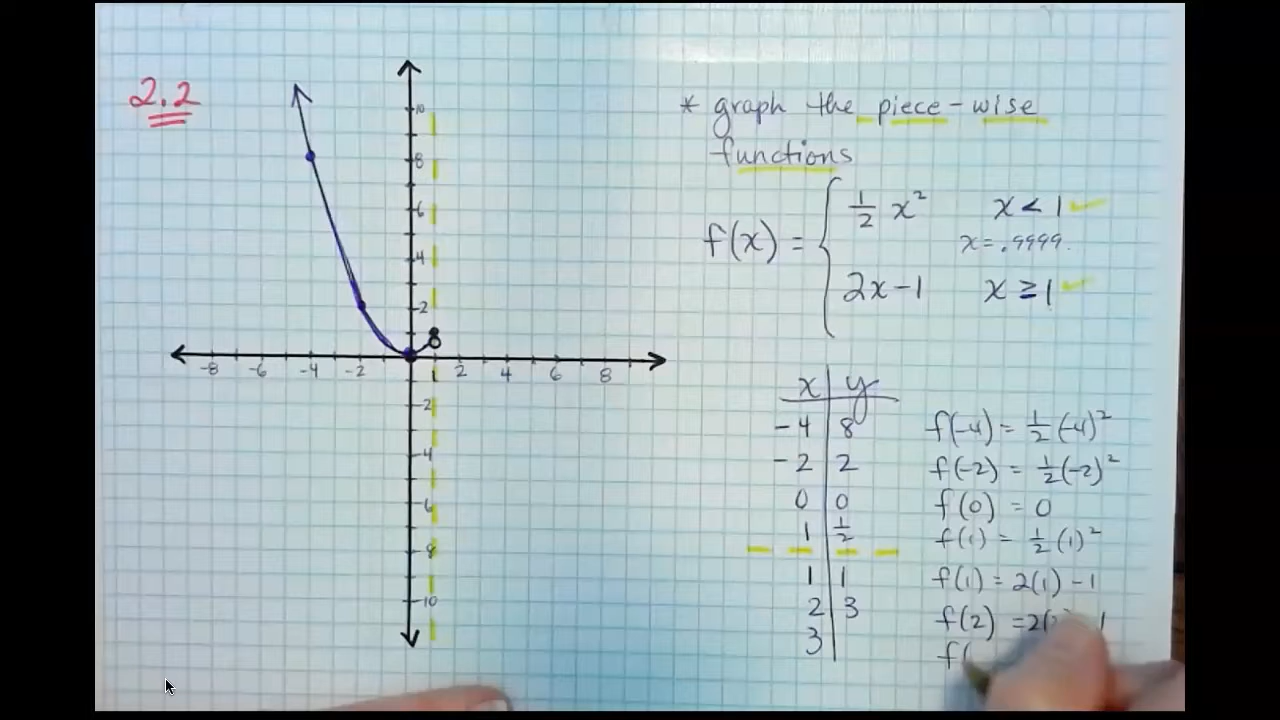 2.2
* graph the piece-wise
functions
f(x) = { 1/2 x² x < 1
x = .9999.
2x - 1 x ≥ 1
10
8
6
4
2
-8 -6 -4 -2 1 2 4 6 8
-2
-4
6
8
-10
x | y
-4 | 8 f(-4) = 1/2 (-4)²
-2 | 2 f(-2) = 1/2 (-2)²
0 | 0 f(0) = 0
1 | 1/2 f(1) = 1/2 (1)²
1 | 1 f(1) = 2(1) - 1
2 | 3 f(2) = 2( 1
3 | f(